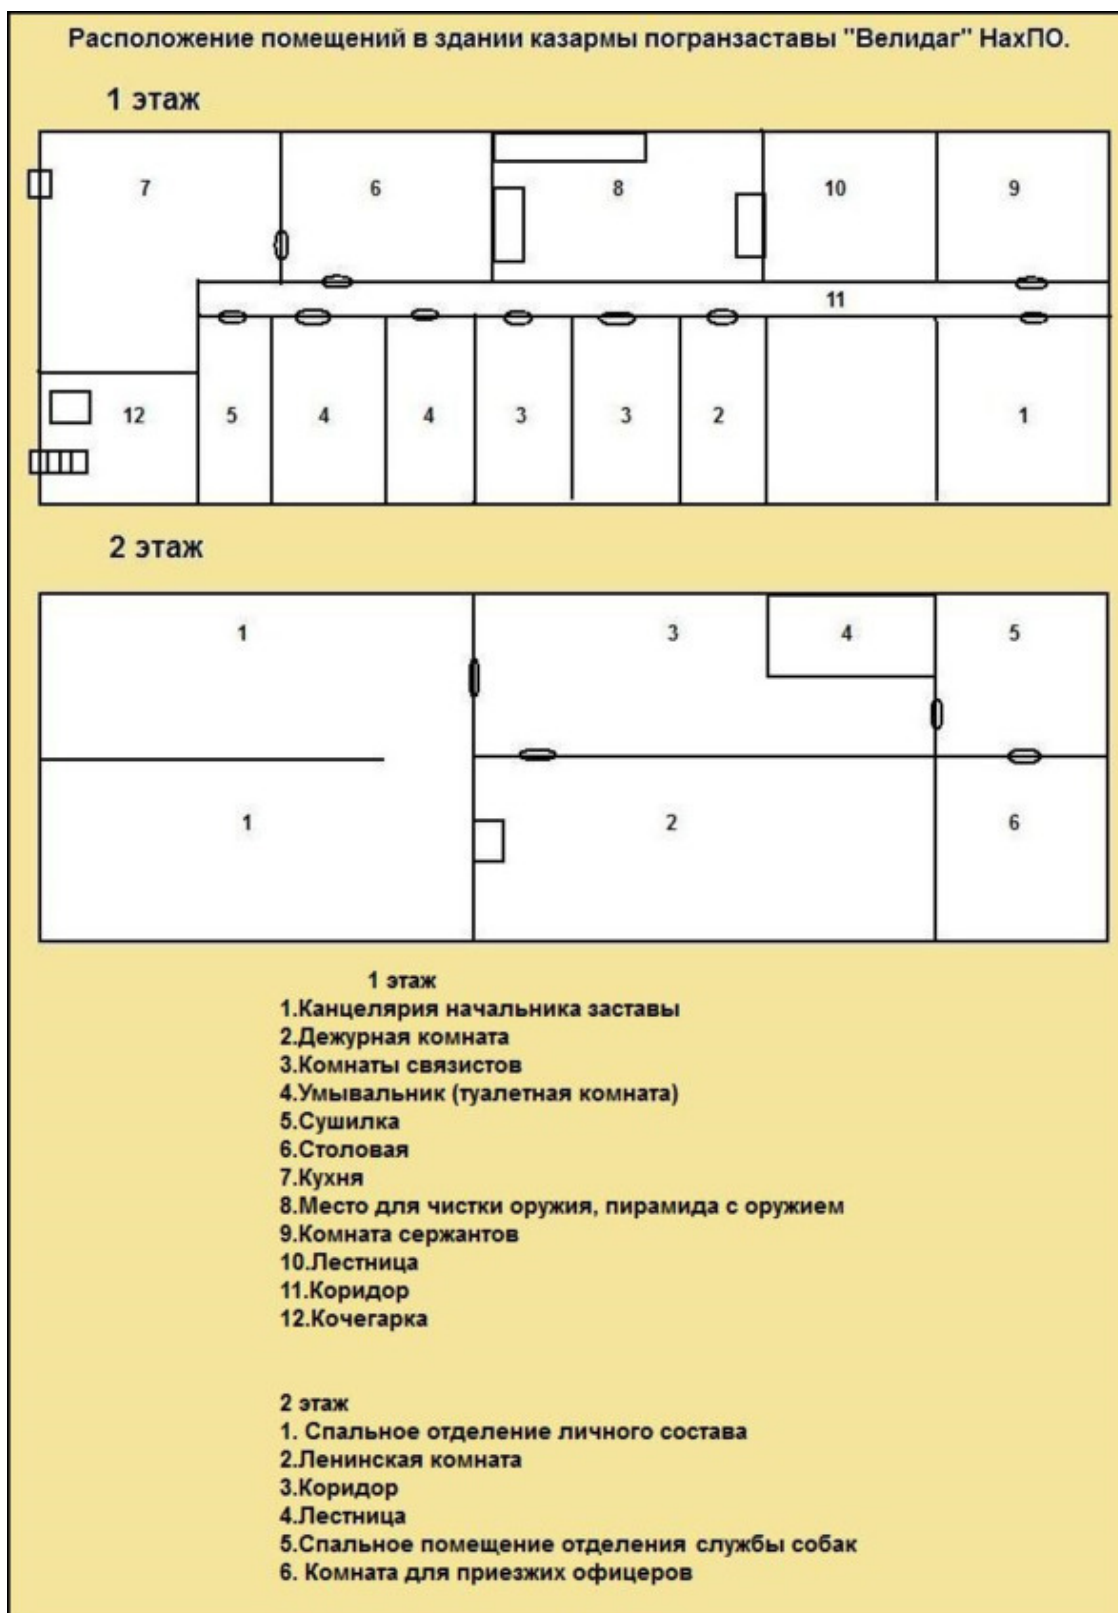 Расположение помещений в здании казармы погранзаставы "Велидаг" НахПО.
1 этаж
7 6 8 10 9
11
12 5 4 4 3 3 2 1
2 этаж
1 3 4 5
1 2 6
1 этаж
1.Канцелярия начальника заставы
2.Дежурная комната
3.Комнаты связистов
4.Умывальник (туалетная комната)
5.Сушилка
6.Столовая
7.Кухня
8.Место для чистки оружия, пирамида с оружием
9.Комната сержантов
10.Лестница
11.Коридор
12.Кочегарка
2 этаж
1. Спальное отделение личного состава
2.Ленинская комната
3.Коридор
4.Лестница
5.Спальное помещение отделения службы собак
6. Комната для приезжих офицеров